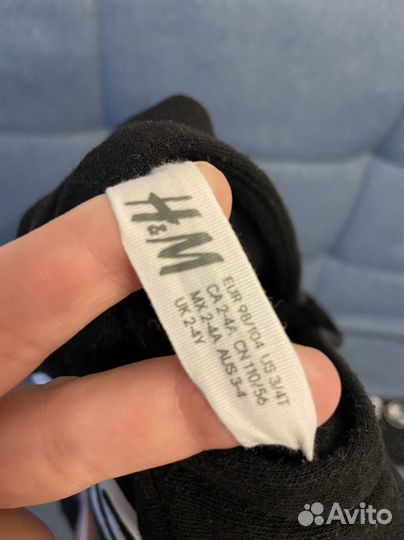 H&M
EUR 98/104 US 3/4T
CA 2-4A CN 110/56
MX 2-4A AUS 3-4
UK 2-4Y
Avito